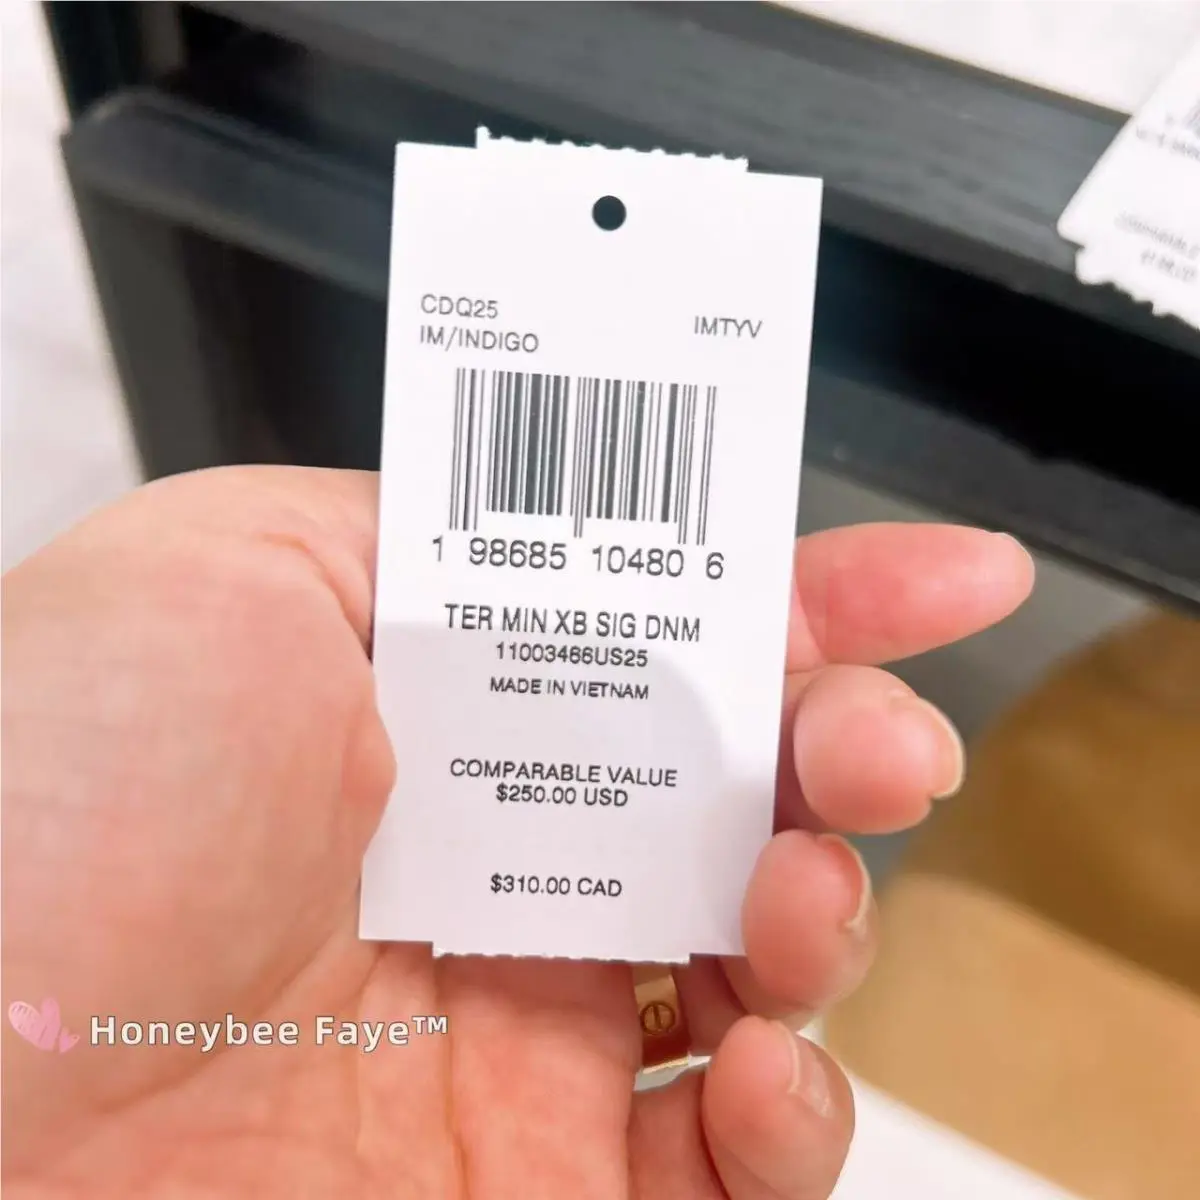 CDQ25
IM/INDIGO
IMTYV
1 98685 10480 6
TER MIN XB SIG DNM
11003466US25
MADE IN VIETNAM
COMPARABLE VALUE
$250.00 USD
$310.00 CAD
COMPARABLE
Honeybee Faye™